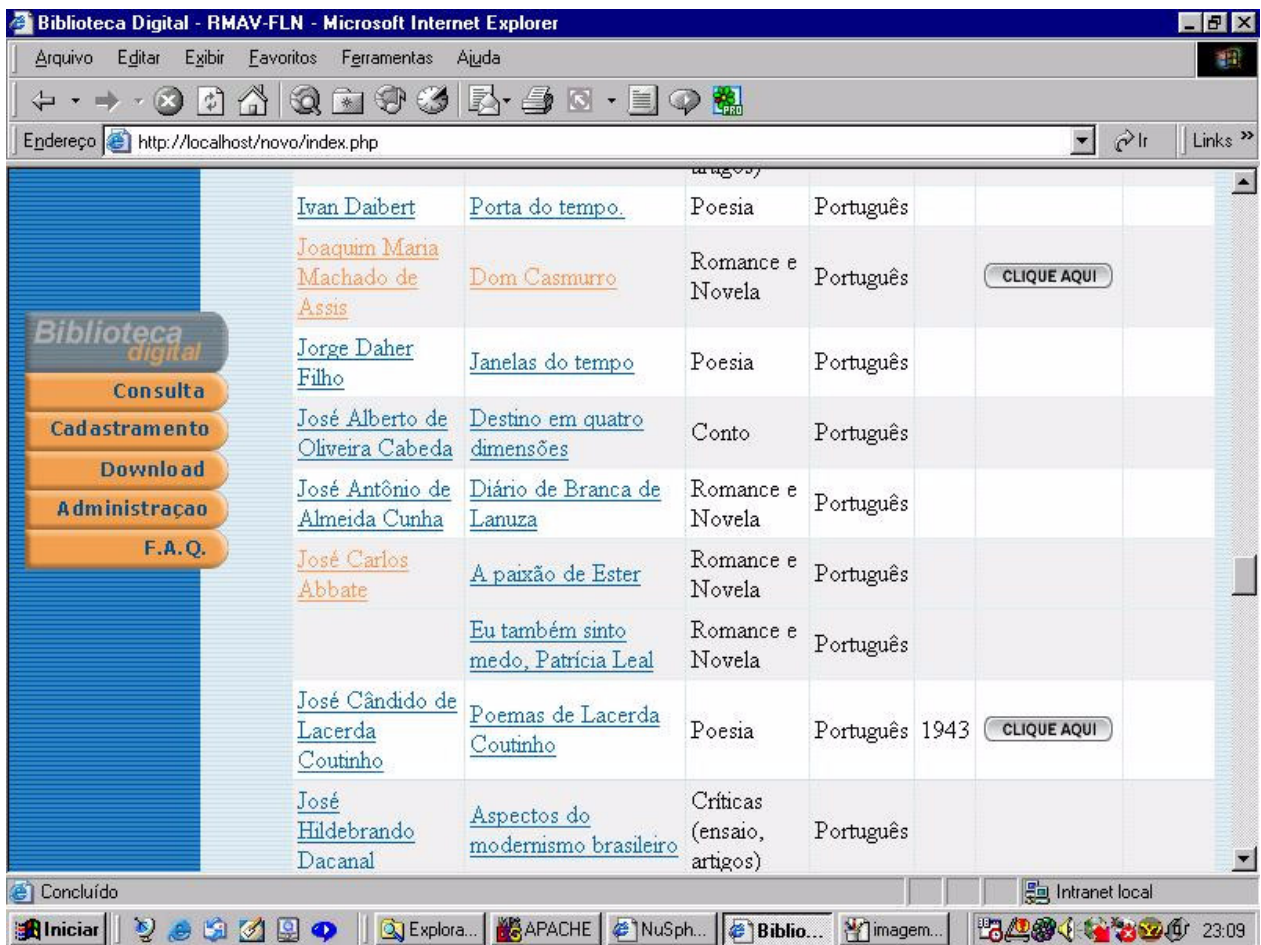 Biblioteca Digital - RMAV-FLN - Microsoft Internet Explorer
Arquivo Editar Exibir Favoritos Ferramentas Ajuda
PRO
Endereço http://localhost/novo/index.php Ir Links »
artigos)
Ivan Daibert Porta do tempo. Poesia Português
Joaquim Maria
Machado de
Assis
Dom Casmurro
Romance e
Novela
Português
CLIQUE AQUI
Biblioteca
digital
Consulta
Cadastramento
Download
Administraçao
F.A.Q.
Jorge Daher
Filho
Janelas do tempo
Poesia
Português
José Alberto de
Oliveira Cabeda
Destino em quatro
dimensões
Conto
Português
José Antônio de
Almeida Cunha
Diário de Branca de
Lanuza
Romance e
Novela
Português
José Carlos
Abbate
A paixão de Ester
Romance e
Novela
Português
Eu também sinto
medo, Patrícia Leal
Romance e
Novela
Português
José Cândido de
Lacerda
Coutinho
Poemas de Lacerda
Coutinho
Poesia
Português
1943
CLIQUE AQUI
José
Hildebrando
Dacanal
Aspectos do
modernismo brasileiro
Críticas
(ensaio,
artigos)
Português
Concluído Intranet local
Iniciar Explora... APACHE NuSph... Biblio... imagem... 23:09